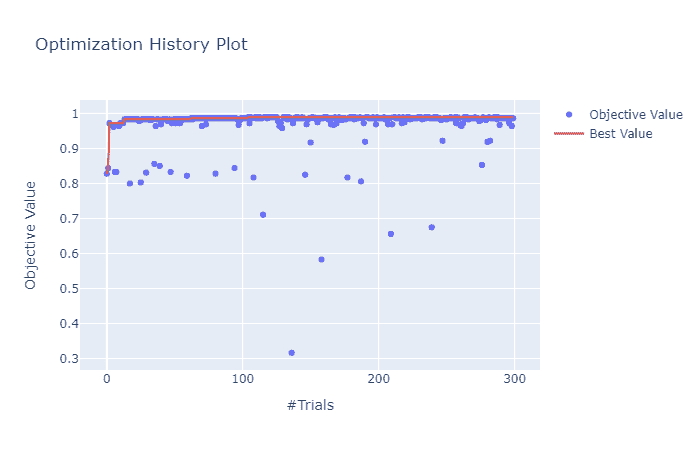 Optimization History Plot
Objective Value
Best Value
1
0.9
0.8
0.7
0.6
0.5
0.4
0.3
Objective Value
0
100
200
300
#Trials